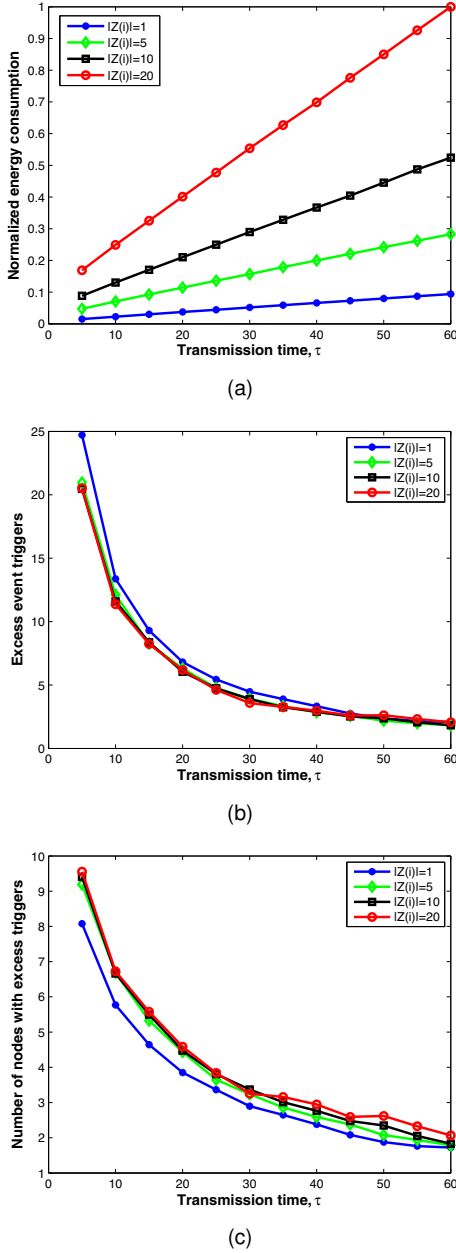 1
0.9
0.8
0.7
0.6
0.5
0.4
0.3
0.2
0.1
0
Normalized energy consumption
|Z(i)|=1
|Z(i)|=5
|Z(i)|=10
|Z(i)|=20
0 10 20 30 40 50 60
Transmission time, τ
(a)
25
20
15
10
5
0
Excess event triggers
|Z(i)|=1
|Z(i)|=5
|Z(i)|=10
|Z(i)|=20
0 10 20 30 40 50 60
Transmission time, τ
(b)
10
9
8
7
6
5
4
3
2
1
Number of nodes with excess triggers
|Z(i)|=1
|Z(i)|=5
|Z(i)|=10
|Z(i)|=20
0 10 20 30 40 50 60
Transmission time, τ
(c)